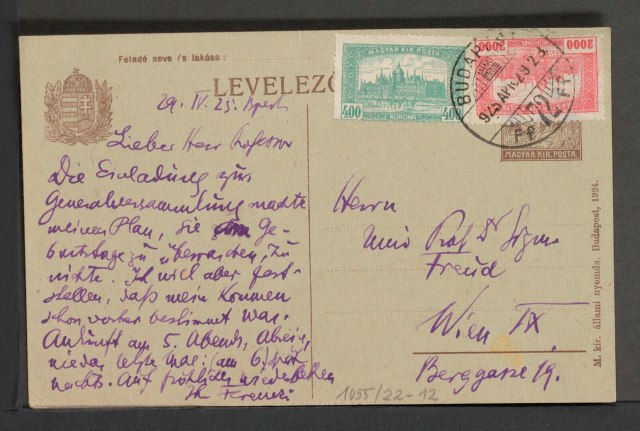 Feladó neve és lakása:
LEVELEZŐ
MAGYAR KIR. POSTA
400 40
KORONA
2000 2000
BUDAPEST
925 APR 29 23
MAGYAR KIR. POSTA
29. IV. 25. Bpest
Lieber Herr Professor
Die Einladung zur
Generalversammlung machte
meinen Plan, Sie am Ge-
burtstage zu überraschen, zu
nichte. Ich will aber fest-
stellen, daß mein Kommen
schon vorher bestimmt war.
Ankunft am 5. Abends, Abreise,
letzte Mai (am 6) spät
nachts. Auf fröhliches Wiedersehen
Ihr Ferenczi
Herrn
Univ Prof Dr Sigm.
Freud
Wien IX.
Berggasse 19.
1055/22-12
M. kir. állami nyomda. Budapest, 1924.